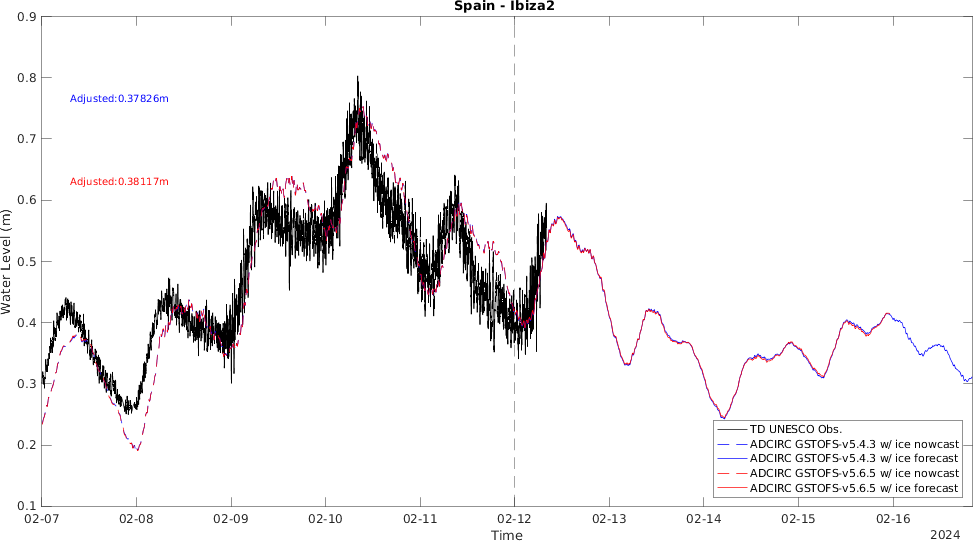 Spain - Ibiza2
0.9
0.8
0.7
0.6
0.5
0.4
0.3
0.2
0.1
Water Level (m)
Adjusted:0.37826m
Adjusted:0.38117m
TD UNESCO Obs.
ADCIRC GSTOFS-v5.4.3 w/ ice nowcast
ADCIRC GSTOFS-v5.4.3 w/ ice forecast
ADCIRC GSTOFS-v5.6.5 w/ ice nowcast
ADCIRC GSTOFS-v5.6.5 w/ ice forecast
02-07 02-08 02-09 02-10 02-11 02-12 02-13 02-14 02-15 02-16
Time
2024